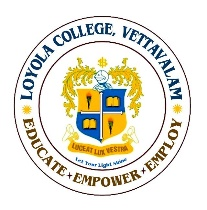 LOYOLA COLLEGE, VETTAVALAM
LUCEAT LUX VESTRA
Let Your Light Shine
EDUCATE ★ EMPOWER ★ EMPLOY